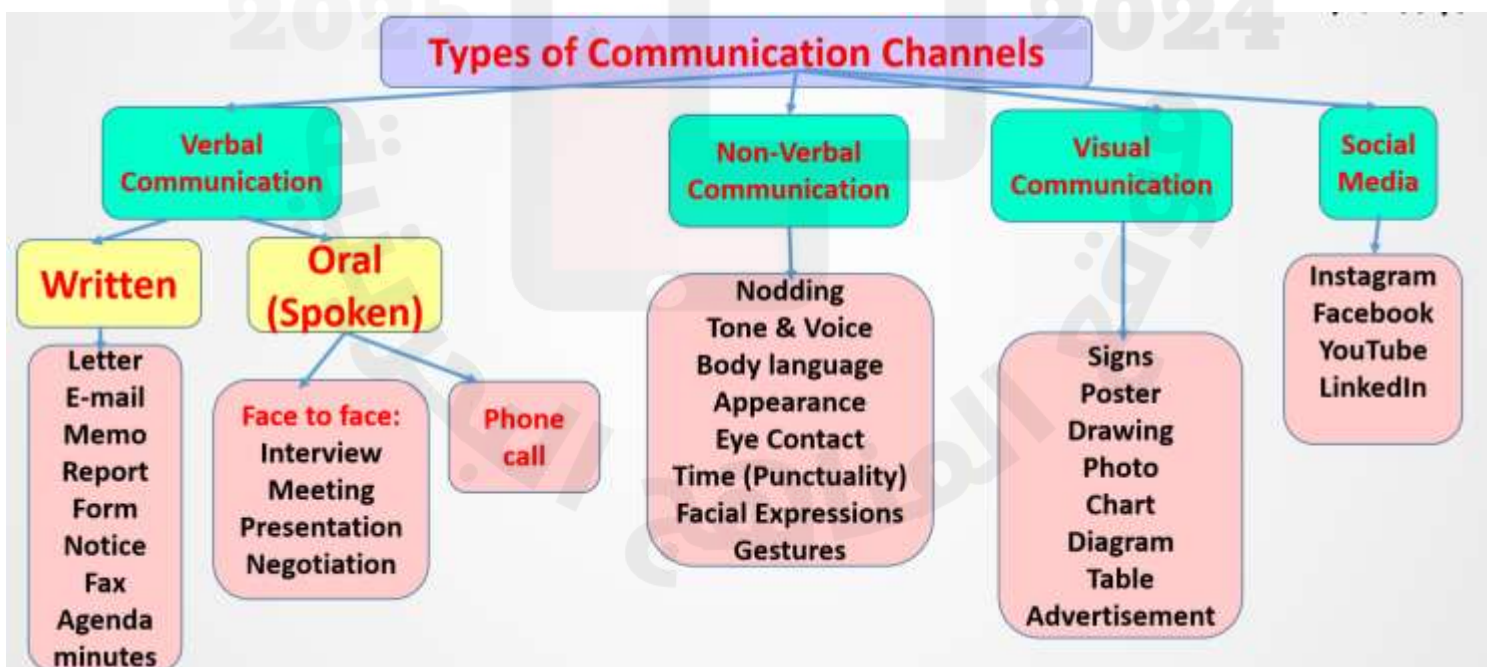 2025
2024
Types of Communication Channels
Verbal
Communication
Non-Verbal
Communication
Visual
Communication
Social
Media
Written
Oral
(Spoken)
Letter
E-mail
Memo
Report
Form
Notice
Fax
Agenda
minutes
Face to face:
Interview
Meeting
Presentation
Negotiation
Phone
call
Nodding
Tone & Voice
Body language
Appearance
Eye Contact
Time (Punctuality)
Facial Expressions
Gestures
Signs
Poster
Drawing
Photo
Chart
Diagram
Table
Advertisement
Instagram
Facebook
YouTube
LinkedIn